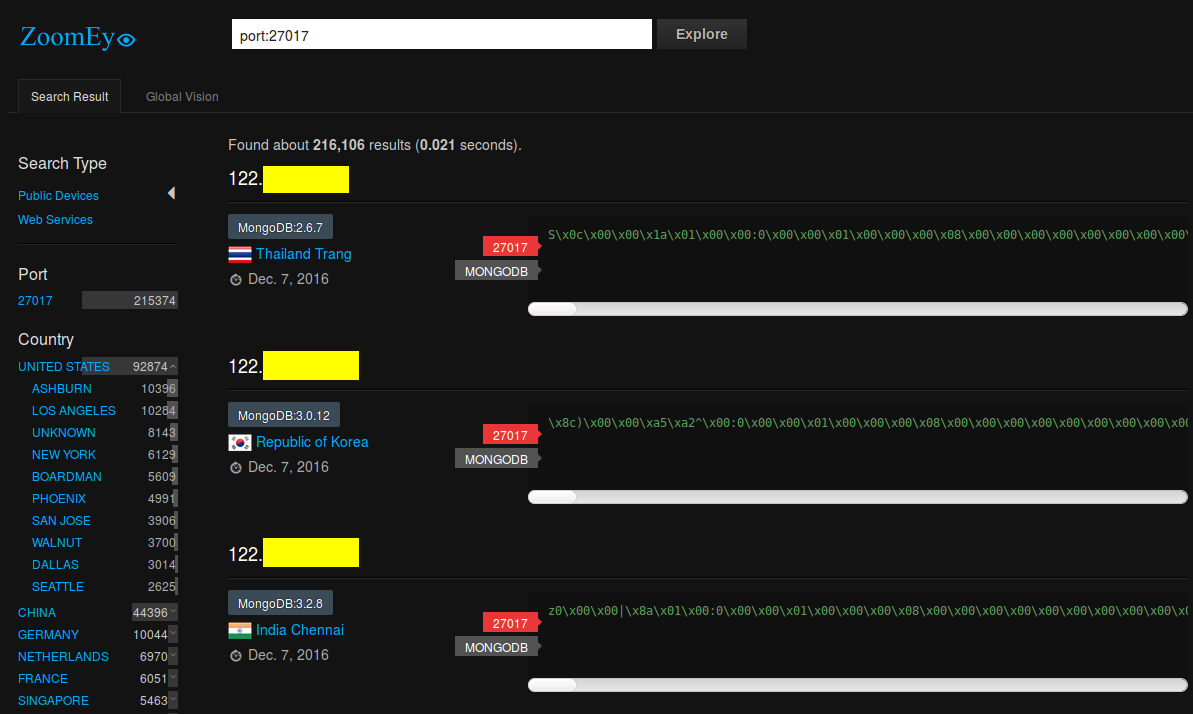 ZoomEy
port:27017
Explore
Search Result
Global Vision
Search Type
Public Devices
Web Services
Port
27017 215374
Country
UNITED STATES 92874
ASHBURN 10396
LOS ANGELES 10284
UNKNOWN 8143
NEW YORK 6129
BOARDMAN 5609
PHOENIX 4991
SAN JOSE 3906
WALNUT 3700
DALLAS 3014
SEATTLE 2625
CHINA 44396
GERMANY 10044
NETHERLANDS 6970
FRANCE 6051
SINGAPORE 5463
Found about 216,106 results (0.021 seconds).
122.
MongoDB:2.6.7
Thailand Trang
Dec. 7, 2016
27017
MONGODB
S\x0c\x00\x00\x1a\x01\x00\x00:0\x00\x00\x01\x00\x00\x00\x08\x00\x00\x00\x00\x00\x00\x00\x00\
122.
MongoDB:3.0.12
Republic of Korea
Dec. 7, 2016
27017
MONGODB
\x8c)\x00\x00\xa5\xa2^\x00:0\x00\x00\x01\x00\x00\x00\x08\x00\x00\x00\x00\x00\x00\x00\x00
122.
MongoDB:3.2.8
India Chennai
Dec. 7, 2016
27017
MONGODB
z0\x00\x00|\x8a\x01\x00:0\x00\x00\x01\x00\x00\x00\x08\x00\x00\x00\x00\x00\x00\x00\x00